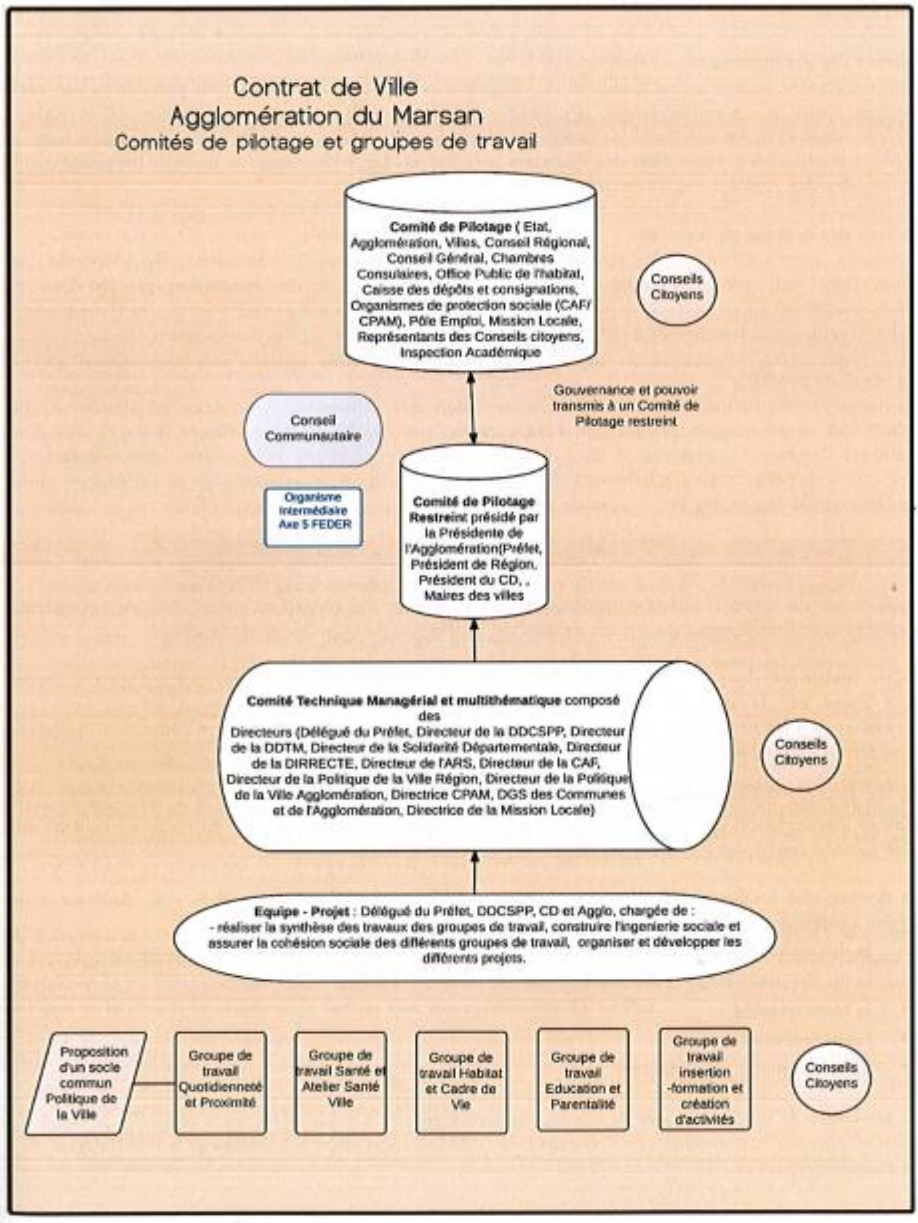 Contrat de Ville
Agglomération du Marsan
Comités de pilotage et groupes de travail
Comité de Pilotage ( Etat,
Agglomération, Villes, Conseil Régional,
Conseil Général, Chambres
Consulaires, Office Public de l'habitat,
Caisse des dépôts et consignations,
Organismes de protection sociale (CAF/
CPAM), Pôle Emploi, Mission Locale,
Représentants des Conseils citoyens,
Inspection Académique
Conseils
Citoyens
Gouvernance et pouvoir
transmis à un Comité de
Pilotage restreint
Conseil
Communautaire
Organisme
Intermédiaire
Axe 5 FEDER
Comité de Pilotage
Restreint présidé par
la Présidente de
l'Agglomération(Préfet,
Président de Région,
Président du CD, ,
Maires des villes
Comité Technique Managérial et multithématique composé
des
Directeurs (Délégué du Préfet, Directeur de la DDCSPP, Directeur
de la DDTM, Directeur de la Solidarité Départementale, Directeur
de la DIRRECTE, Directeur de l'ARS, Directeur de la CAF,
Directeur de la Politique de la Ville Région, Directeur de la Politique
de la Ville Agglomération, Directrice CPAM, DGS des Communes
et de l'Agglomération, Directrice de la Mission Locale)
Conseils
Citoyens
Equipe - Projet : Délégué du Préfet, DDCSPP, CD et Agglo, chargée de :
- réaliser la synthèse des travaux des groupes de travail, construire l'ingenierie sociale et
assurer la cohésion sociale des différents groupes de travail, organiser et développer les
différents projets.
Proposition
d'un socle
commun
Politique de
la Ville
Groupe de
travail
Quotidienneté
et Proximité
Groupe de
travail Santé et
Atelier Santé
Ville
Groupe de
travail Habitat
et Cadre de
Vie
Groupe de
travail
Education et
Parentalité
Groupe de
travail
insertion
-formation et
création
d'activités
Conseils
Citoyens